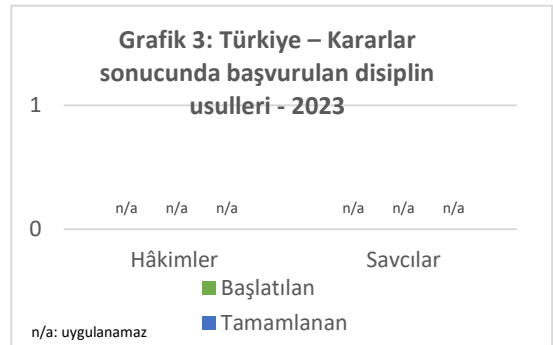 Grafik 3: Türkiye – Kararlar
sonucunda başvurulan disiplin
usulleri - 2023
1
n/a n/a n/a n/a n/a n/a
0
Hâkimler Savcılar
Başlatılan
Tamamlanan
n/a: uygulanamaz